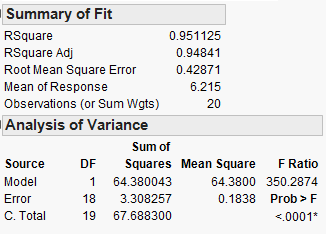 Summary of Fit
RSquare 0.951125
RSquare Adj 0.94841
Root Mean Square Error 0.42871
Mean of Response 6.215
Observations (or Sum Wgts) 20
Analysis of Variance
Sum of
Source DF Squares Mean Square F Ratio
Model 1 64.380043 64.3800 350.2874
Error 18 3.308257 0.1838 Prob > F
C. Total 19 67.688300 <.0001*